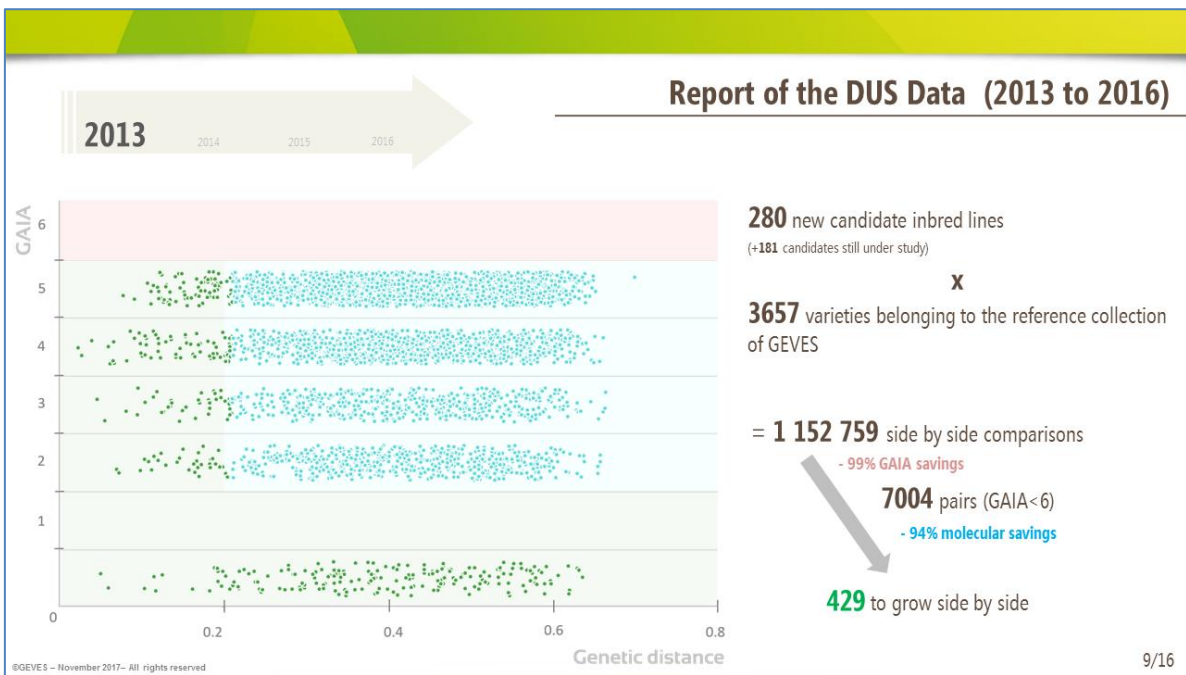 Report of the DUS Data (2013 to 2016)
2013 2014 2015 2016
GAIA
6
5
4
3
2
1
0
0.2
0.4
0.6
0.8
Genetic distance
280 new candidate inbred lines
(+181 candidates still under study)
x
3657 varieties belonging to the reference collection
of GEVES
= 1 152 759 side by side comparisons
- 99% GAIA savings
7004 pairs (GAIA<6)
- 94% molecular savings
429 to grow side by side
©GEVES – November 2017– All rights reserved
9/16